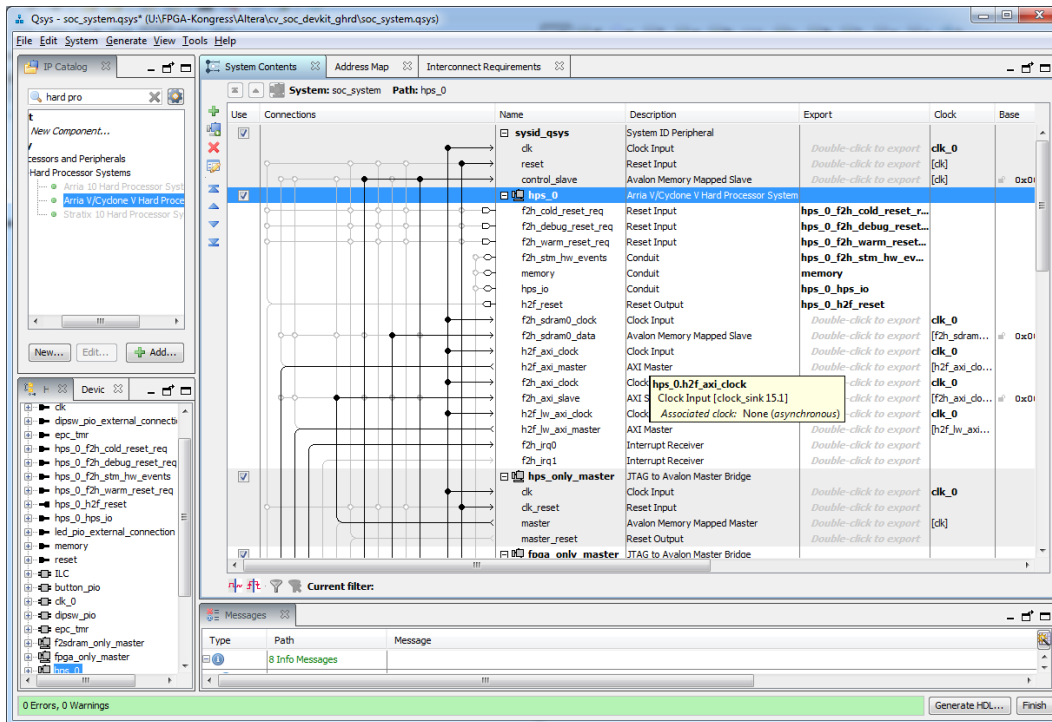 Qsys - soc_system.qsys* (U:\FPGA-Kongress\Altera\cv_soc_devkit_ghrd\soc_system.qsys)
File Edit System Generate View Tools Help
IP Catalog
hard pro
t
New Component...
y
cessors and Peripherals
Hard Processor Systems
Arria 10 Hard Processor Syst
Arria V/Cyclone V Hard Proce
Stratix 10 Hard Processor Sy
New... Edit... Add...
H Devic
clk
dipsw_pio_external_connecti
epc_tmr
hps_0_f2h_cold_reset_req
hps_0_f2h_debug_reset_req
hps_0_f2h_stm_hw_events
hps_0_f2h_warm_reset_req
hps_0_h2f_reset
hps_0_hps_io
led_pio_external_connection
memory
reset
ILC
button_pio
clk_0
dipsw_pio
epc_tmr
f2sdram_only_master
fpga_only_master
hps_0
System Contents Address Map Interconnect Requirements
System: soc_system Path: hps_0
Use Connections Name Description Export Clock Base
sysid_qsys System ID Peripheral
clk Clock Input Double-click to export clk_0
reset Reset Input Double-click to export [clk]
control_slave Avalon Memory Mapped Slave Double-click to export [clk] 0x00
hps_0 Arria V/Cyclone V Hard Processor System
f2h_cold_reset_req Reset Input hps_0_f2h_cold_reset_r...
f2h_debug_reset_req Reset Input hps_0_f2h_debug_reset...
f2h_warm_reset_req Reset Input hps_0_f2h_warm_reset...
f2h_stm_hw_events Conduit hps_0_f2h_stm_hw_ev...
memory Conduit memory
hps_io Conduit hps_0_hps_io
h2f_reset Reset Output hps_0_h2f_reset
f2h_sdram0_clock Clock Input Double-click to export clk_0
f2h_sdram0_data Avalon Memory Mapped Slave Double-click to export [f2h_sdram... 0x00
h2f_axi_clock Clock Input Double-click to export clk_0
h2f_axi_master AXI Master Double-click to export [h2f_axi_clo...
f2h_axi_clock Clock Double-click to export clk_0
f2h_axi_slave AXI S Double-click to export [f2h_axi_clo... 0x00
h2f_lw_axi_clock Clock Double-click to export clk_0
h2f_lw_axi_master AXI Master Double-click to export [h2f_lw_axi...
f2h_irq0 Interrupt Receiver Double-click to export
f2h_irq1 Interrupt Receiver Double-click to export
hps_0.h2f_axi_clock
Clock Input [clock_sink 15.1]
Associated clock: None (asynchronous)
hps_only_master JTAG to Avalon Master Bridge
clk Clock Input Double-click to export clk_0
clk_reset Reset Input Double-click to export
master Avalon Memory Mapped Master Double-click to export [clk]
master_reset Reset Output Double-click to export
fpga_only_master JTAG to Avalon Master Bridge
Current filter:
Messages
Type Path Message
8 Info Messages
0 Errors, 0 Warnings
Generate HDL... Finish